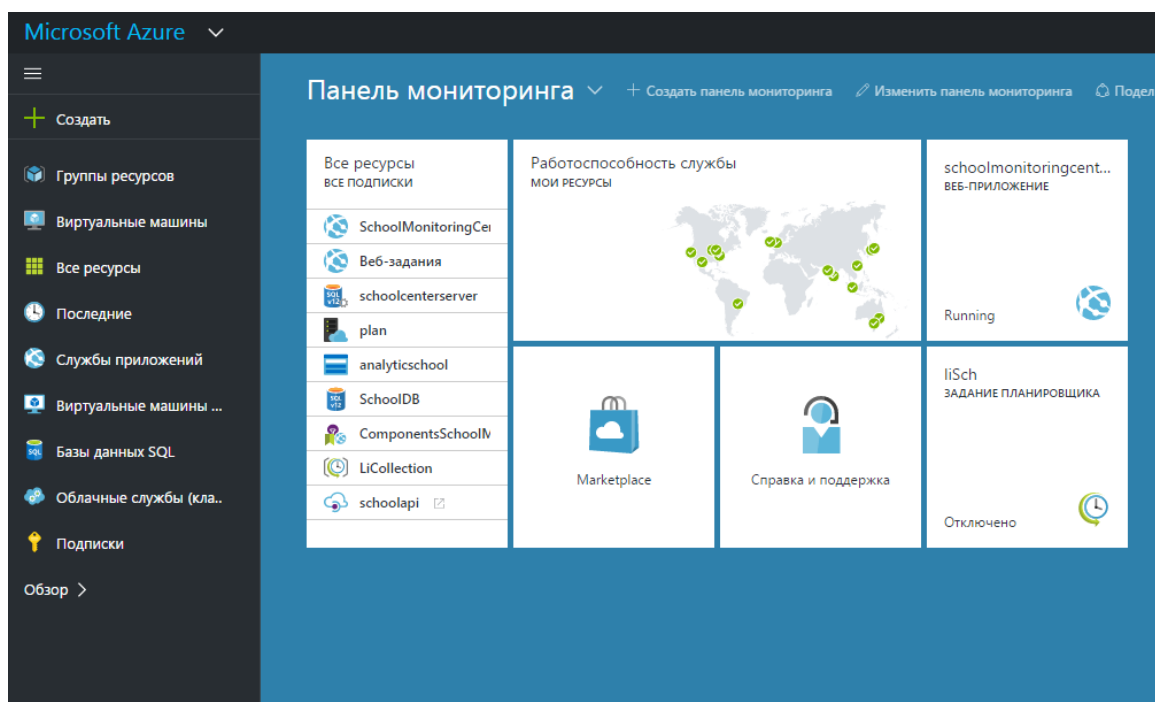 Microsoft Azure
Создать
Группы ресурсов
Виртуальные машины
Все ресурсы
Последние
Службы приложений
Виртуальные машины ...
Базы данных SQL
Облачные службы (кла..
Подписки
Обзор
Панель мониторинга
Создать панель мониторинга
Изменить панель мониторинга
Подел
Все ресурсы
ВСЕ ПОДПИСКИ
SchoolMonitoringCe
Веб-задания
schoolcenterserver
plan
analyticschool
SchoolDB
ComponentsSchool
LiCollection
schoolapi
Работоспособность службы
МОИ РЕСУРСЫ
schoolmonitoringcent...
ВЕБ-ПРИЛОЖЕНИЕ
Running
Marketplace
Справка и поддержка
liSch
ЗАДАНИЕ ПЛАНИРОВЩИКА
Отключено